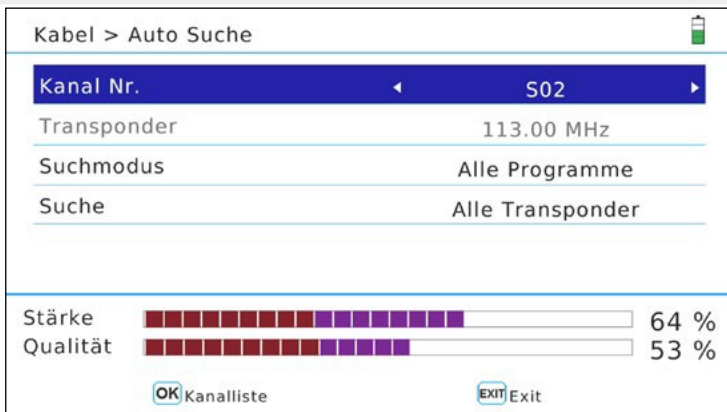 Kabel > Auto Suche
Kanal Nr. S02
Transponder 113.00 MHz
Suchmodus Alle Programme
Suche Alle Transponder
Stärke 64 %
Qualität 53 %
OK Kanalliste EXIT Exit